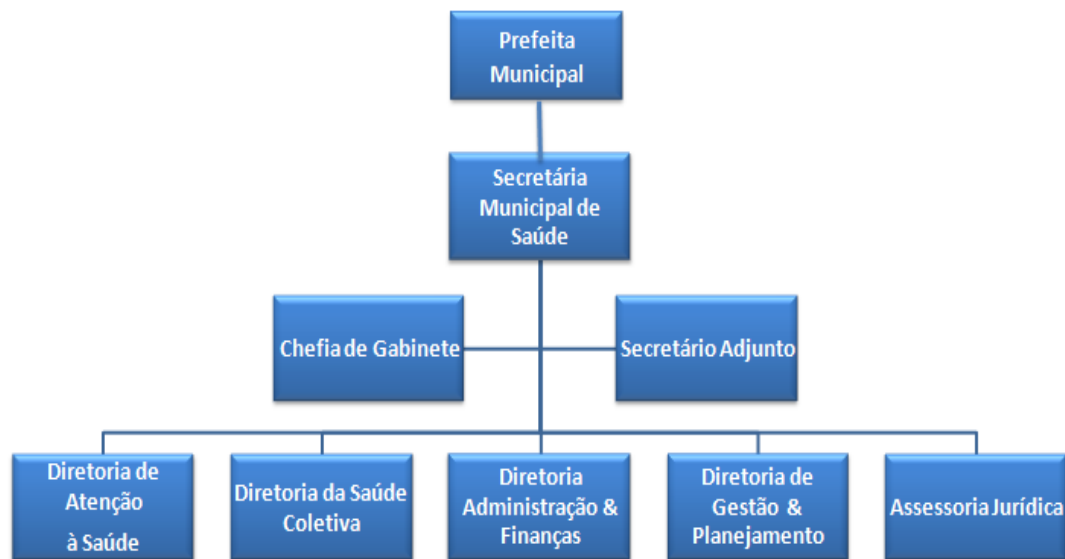 Prefeita
Municipal
Secretária
Municipal de
Saúde
Chefia de Gabinete
Secretário Adjunto
Diretoria de
Atenção
à Saúde
Diretoria da Saúde
Coletiva
Diretoria
Administração &
Finanças
Diretoria de
Gestão &
Planejamento
Assessoria Jurídica